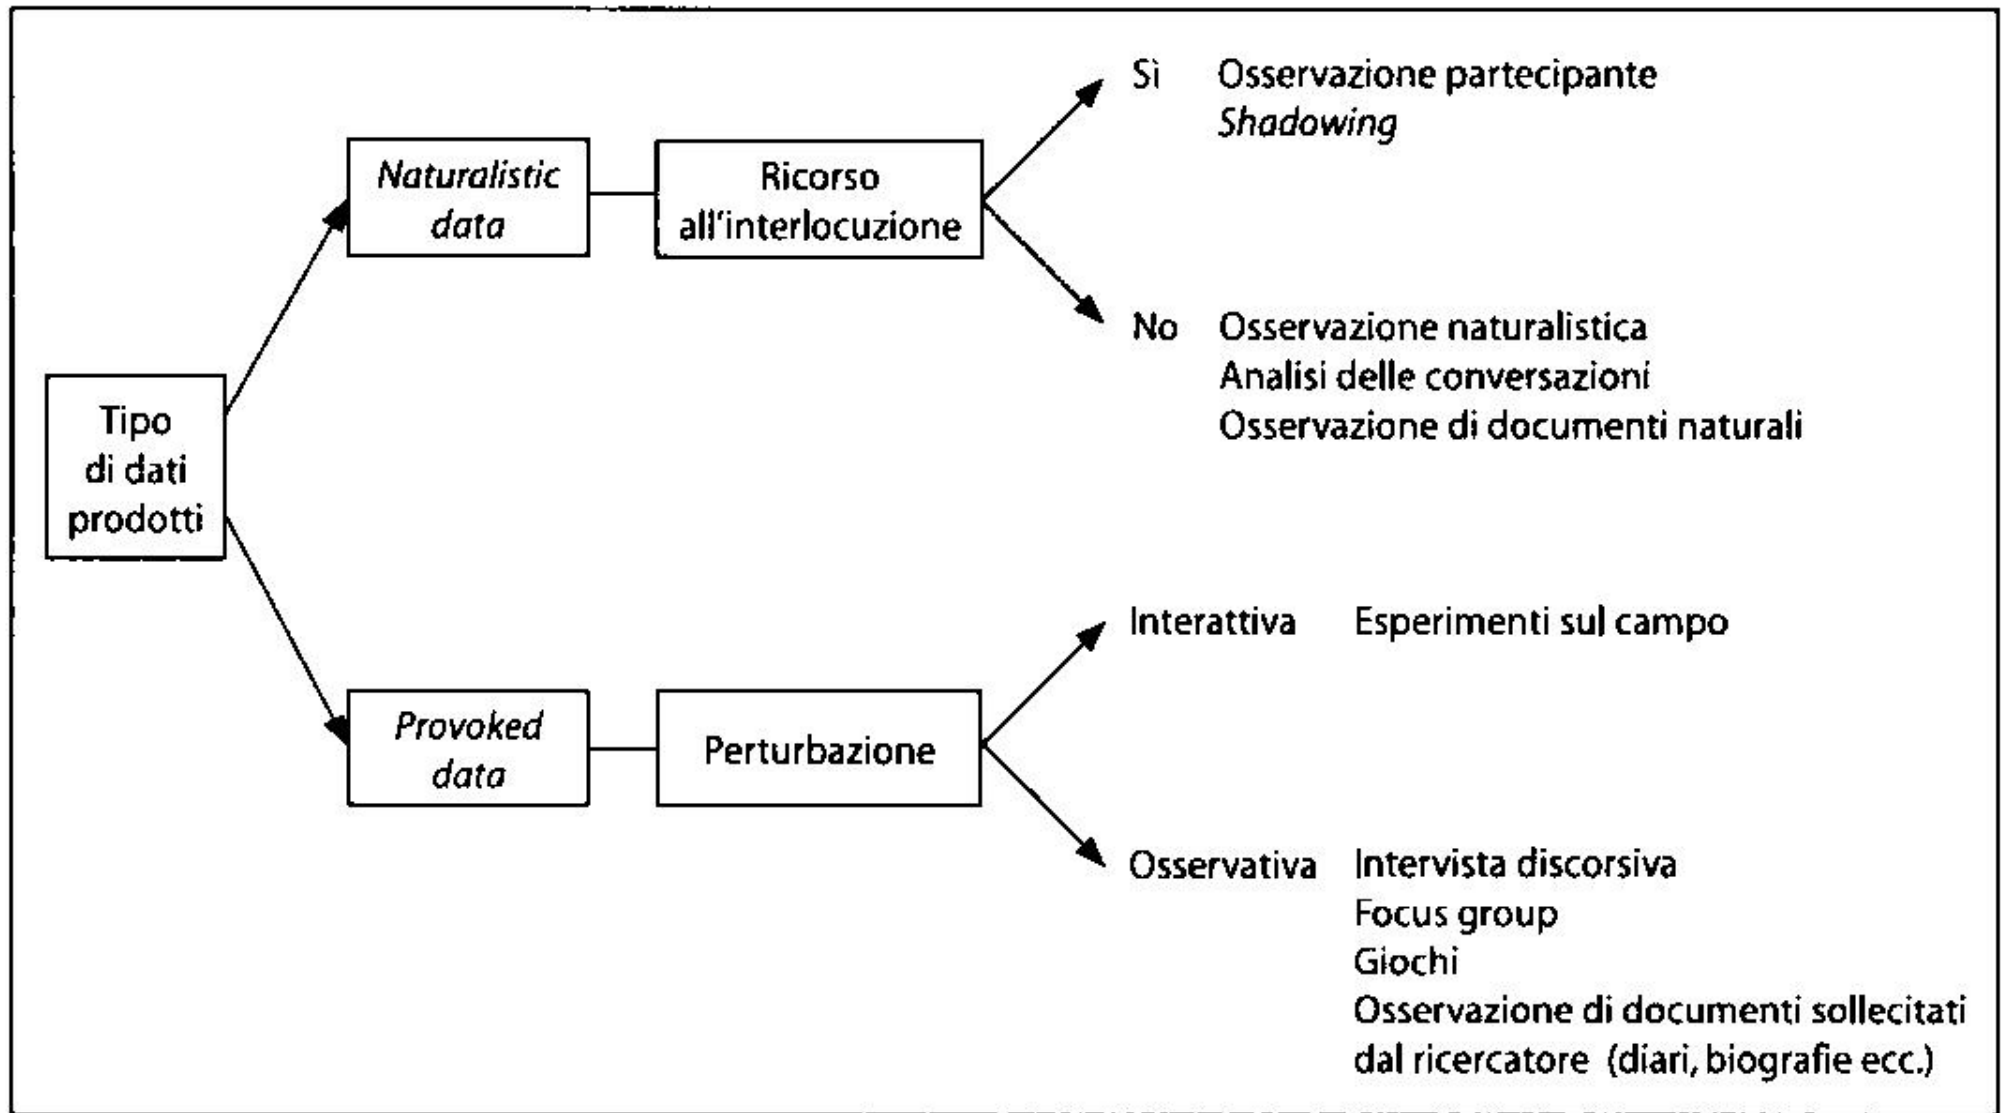 Tipo
di dati
prodotti
Naturalistic
data
Ricorso
all'interlocuzione
Sì Osservazione partecipante
Shadowing
No Osservazione naturalistica
Analisi delle conversazioni
Osservazione di documenti naturali
Provoked
data
Perturbazione
Interattiva Esperimenti sul campo
Osservativa Intervista discorsiva
Focus group
Giochi
Osservazione di documenti sollecitati
dal ricercatore (diari, biografie ecc.)